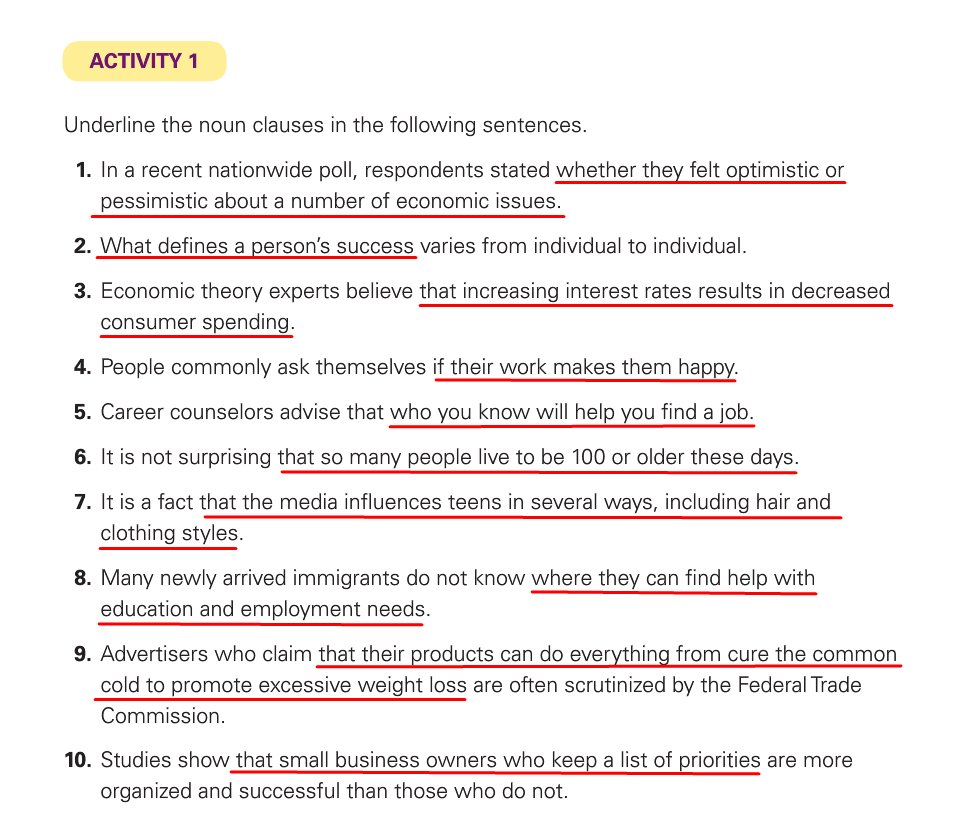 ACTIVITY 1
Underline the noun clauses in the following sentences.
1. In a recent nationwide poll, respondents stated whether they felt optimistic or
pessimistic about a number of economic issues.
2. What defines a person's success varies from individual to individual.
3. Economic theory experts believe that increasing interest rates results in decreased
consumer spending.
4. People commonly ask themselves if their work makes them happy.
5. Career counselors advise that who you know will help you find a job.
6. It is not surprising that so many people live to be 100 or older these days.
7. It is a fact that the media influences teens in several ways, including hair and
clothing styles.
8. Many newly arrived immigrants do not know where they can find help with
education and employment needs.
9. Advertisers who claim that their products can do everything from cure the common
cold to promote excessive weight loss are often scrutinized by the Federal Trade
Commission.
10. Studies show that small business owners who keep a list of priorities are more
organized and successful than those who do not.